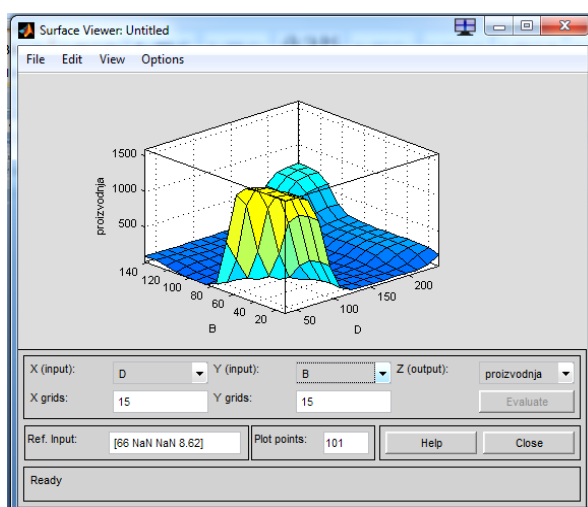 Surface Viewer: Untitled
File Edit View Options
1500
1000
500
proizvodnja
140 120 100 80 60 40 20
B
50 100 150 200
D
X (input): D Y (input): B Z (output): proizvodnja
X grids: 15 Y grids: 15 Evaluate
Ref. Input: [66 NaN NaN 8.62] Plot points: 101 Help Close
Ready